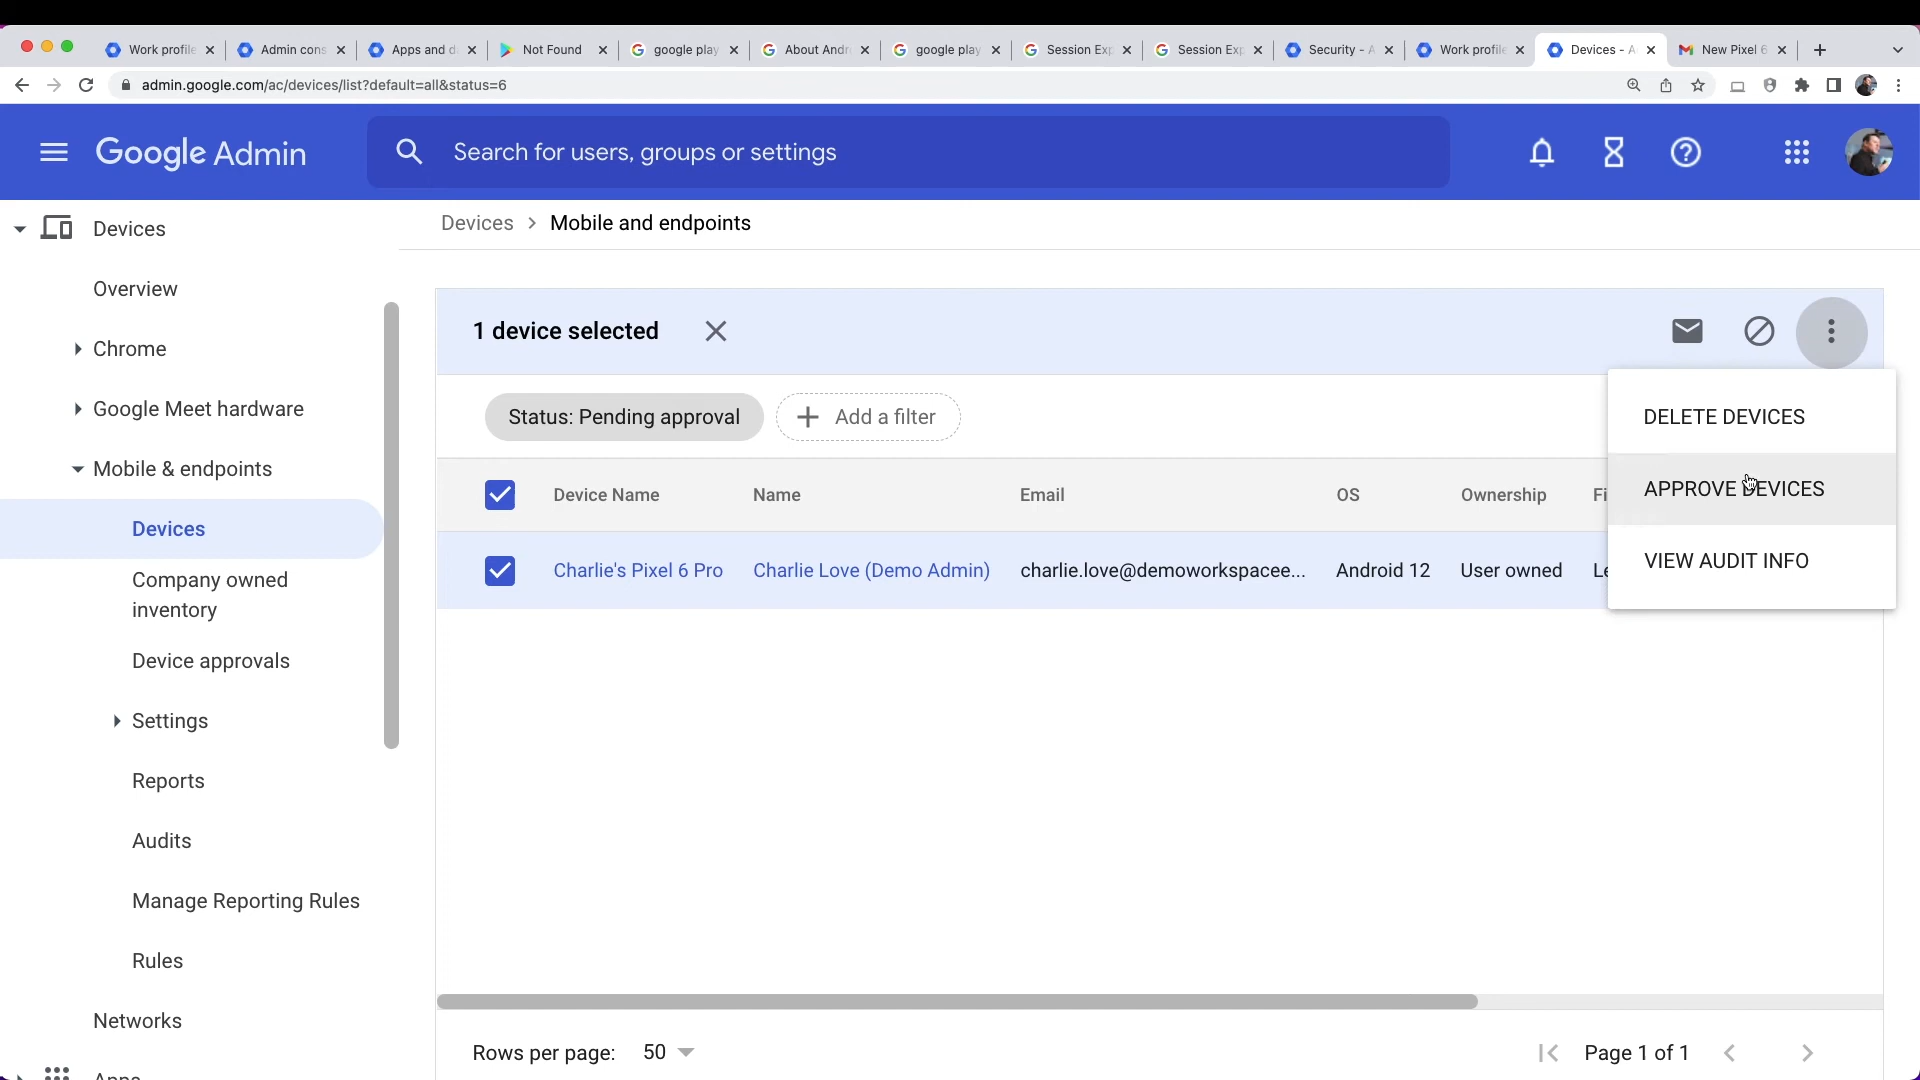 Work profile
Admin cons
Apps and d
Not Found
google play
About Andr
google play
Session Exp
Session Exp
Security - A
Work profile
Devices - A
New Pixel 6
admin.google.com/ac/devices/list?default=all&status=6
Google Admin
Search for users, groups or settings
Devices
Overview
Chrome
Google Meet hardware
Mobile & endpoints
Devices
Company owned
inventory
Device approvals
Settings
Reports
Audits
Manage Reporting Rules
Rules
Networks
Apps
Devices > Mobile and endpoints
1 device selected
Status: Pending approval
Add a filter
DELETE DEVICES
APPROVE DEVICES
VIEW AUDIT INFO
Device Name Name Email OS Ownership Fi
Charlie's Pixel 6 Pro Charlie Love (Demo Admin) charlie.love@demoworkspacee... Android 12 User owned Le
Rows per page: 50
Page 1 of 1